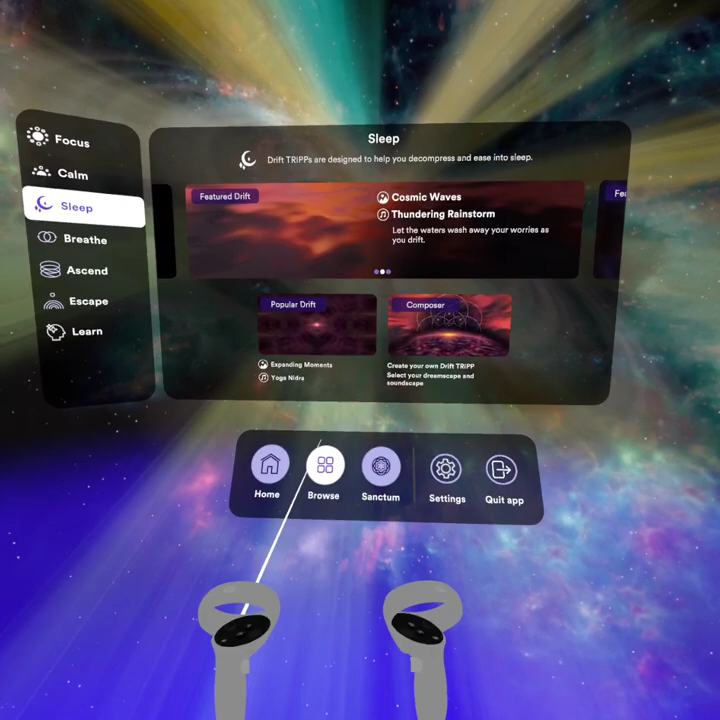 Focus
Calm
Sleep
Breathe
Ascend
Escape
Learn
Sleep
Drift TRIPPs are designed to help you decompress and ease into sleep.
Featured Drift
Cosmic Waves
Thundering Rainstorm
Let the waters wash away your worries as
you drift.
Fea
Popular Drift
Expanding Moments
Yoga Nidra
Composer
Create your own Drift TRIPP
Select your dreamscape and
soundscape
Home
Browse
Sanctum
Settings
Quit app